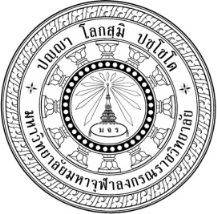 ปญฺญา โลกสฺมิ ปชฺโชโต
ม จ ร
มหาวิทยาลัยมหาจุฬาลงกรณราชวิทยาลัย